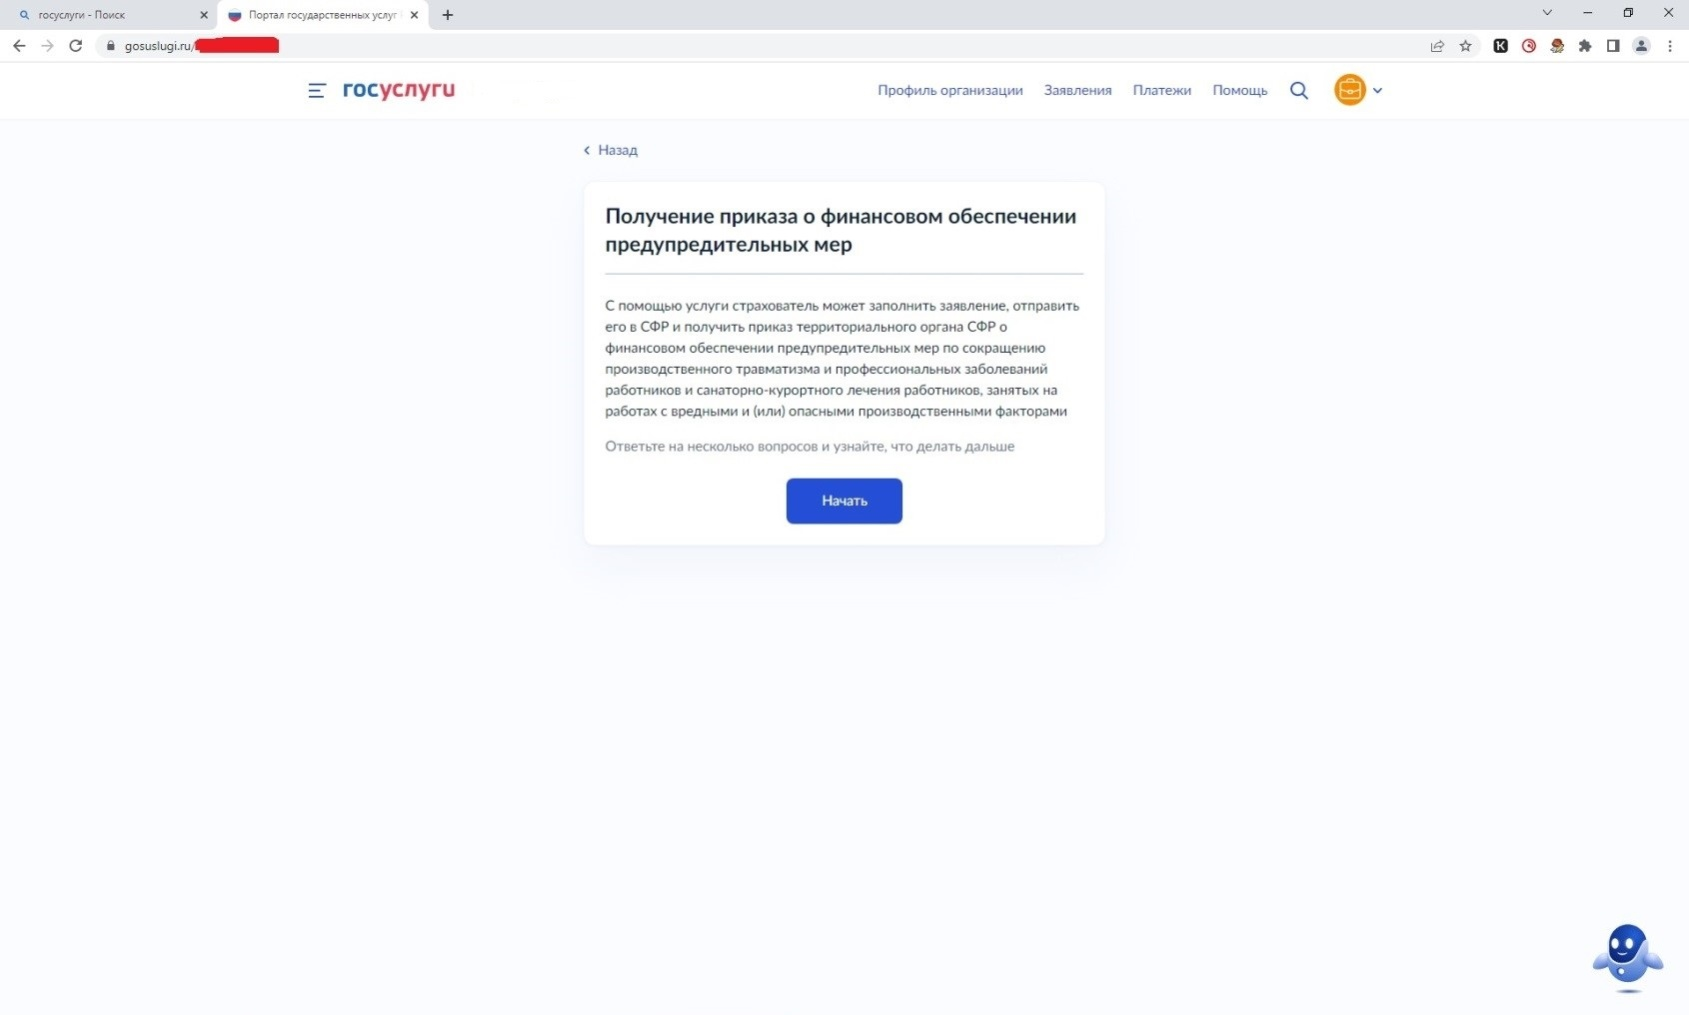 госуслуги - Поиск
Портал государственных услуг
gosuslugi.ru/
госуслуги
Профиль организации
Заявления
Платежи
Помощь
Назад
Получение приказа о финансовом обеспечении
предупредительных мер
С помощью услуги страхователь может заполнить заявление, отправить
его в СФР и получить приказ территориального органа СФР о
финансовом обеспечении предупредительных мер по сокращению
производственного травматизма и профессиональных заболеваний
работников и санаторно-курортного лечения работников, занятых на
работах с вредными и (или) опасными производственными факторами
Ответьте на несколько вопросов и узнайте, что делать дальше
Начать